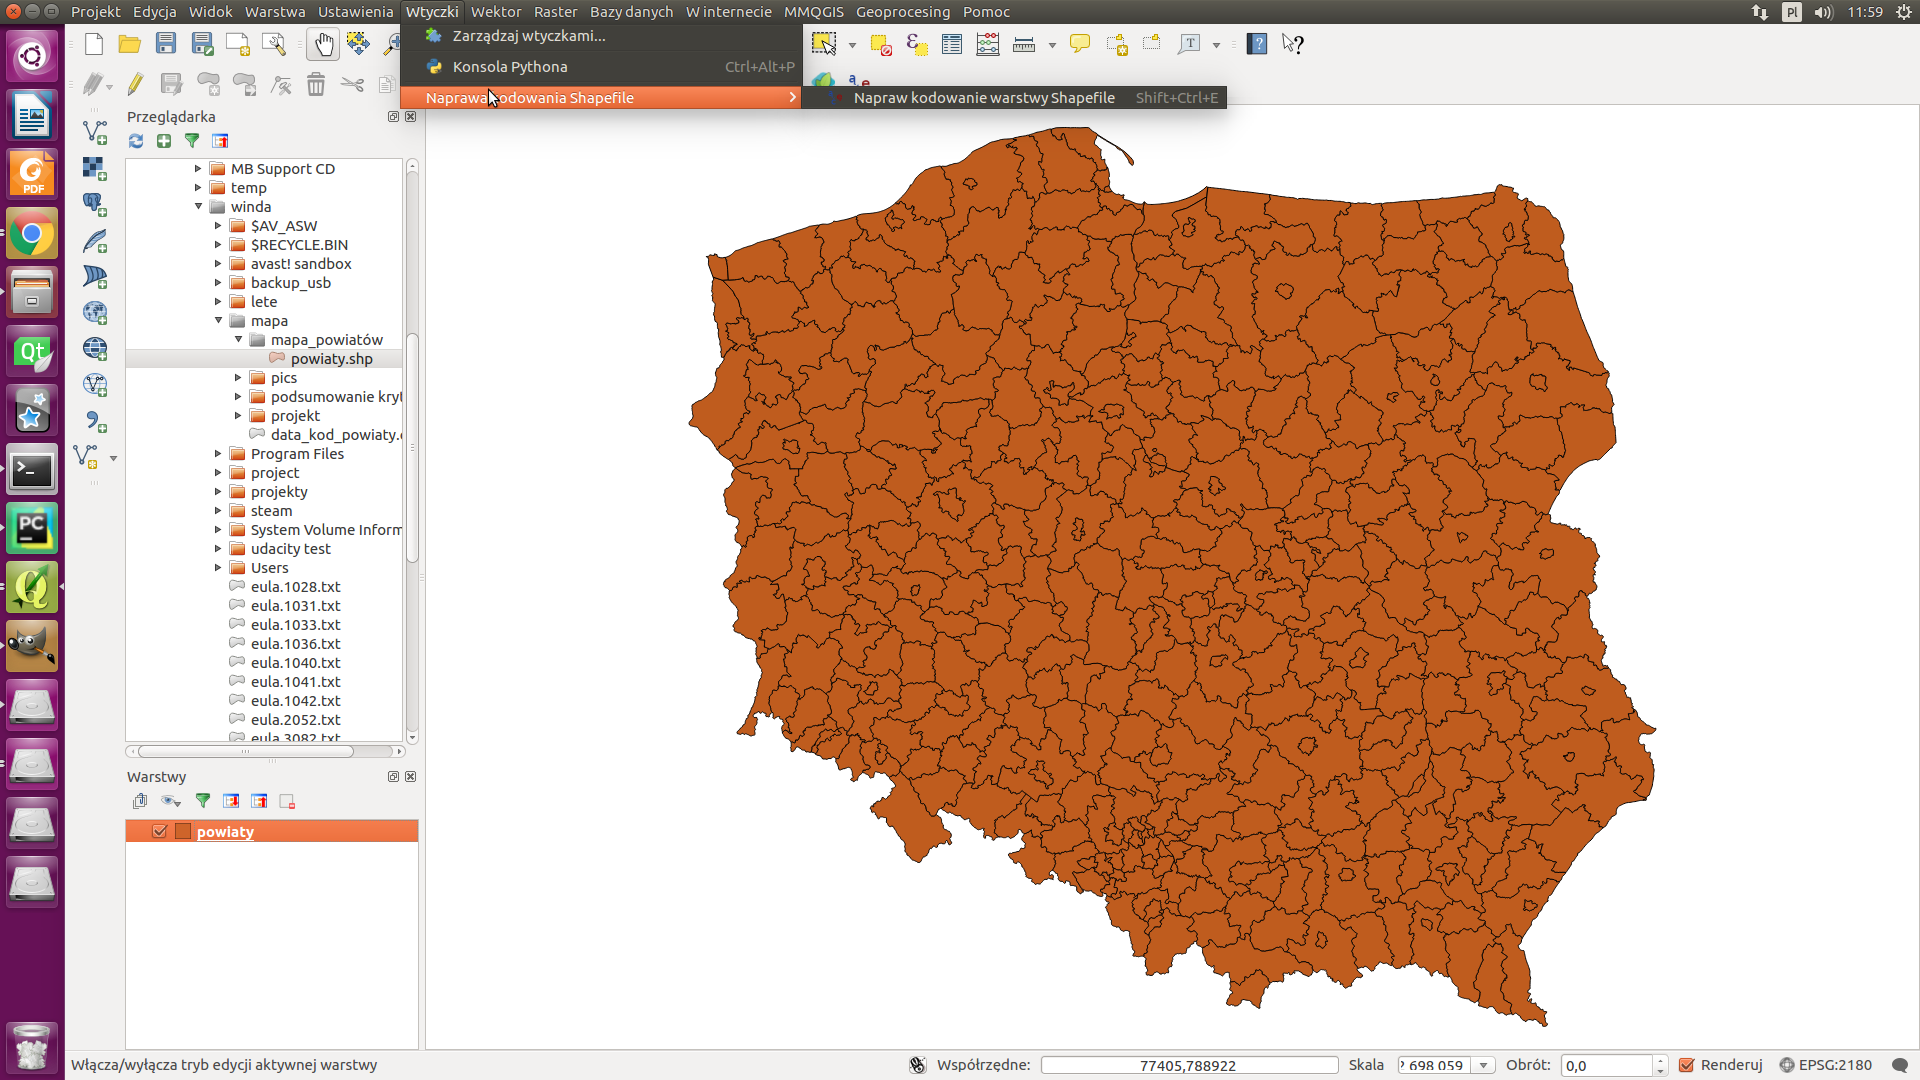 Projekt Edycja Widok Warstwa Ustawienia Wtyczki Wektor Raster Bazy danych W internecie MMQGIS Geoprocesing Pomoc Pl 11:59
Zarządzaj wtyczkami...
Konsola Pythona Ctrl+Alt+P
Naprawa kodowania Shapefile
Napraw kodowanie warstwy Shapefile Shift+Ctrl+E
Przeglądarka
MB Support CD
temp
winda
$AV_ASW
$RECYCLE.BIN
avast! sandbox
backup_usb
lete
mapa
mapa_powiatów
powiaty.shp
pics
podsumowanie kryt
projekt
data_kod_powiaty.
Program Files
project
projekty
steam
System Volume Inform
udacity test
Users
eula.1028.txt
eula.1031.txt
eula.1033.txt
eula.1036.txt
eula.1040.txt
eula.1041.txt
eula.1042.txt
eula.2052.txt
eula.3082.txt
Warstwy
powiaty
PDF
Qt
PC
Włącza/wyłącza tryb edycji aktywnej warstwy
Współrzędne: 77405,788922 Skala 698 059 Obrót: 0,0 Renderuj EPSG:2180